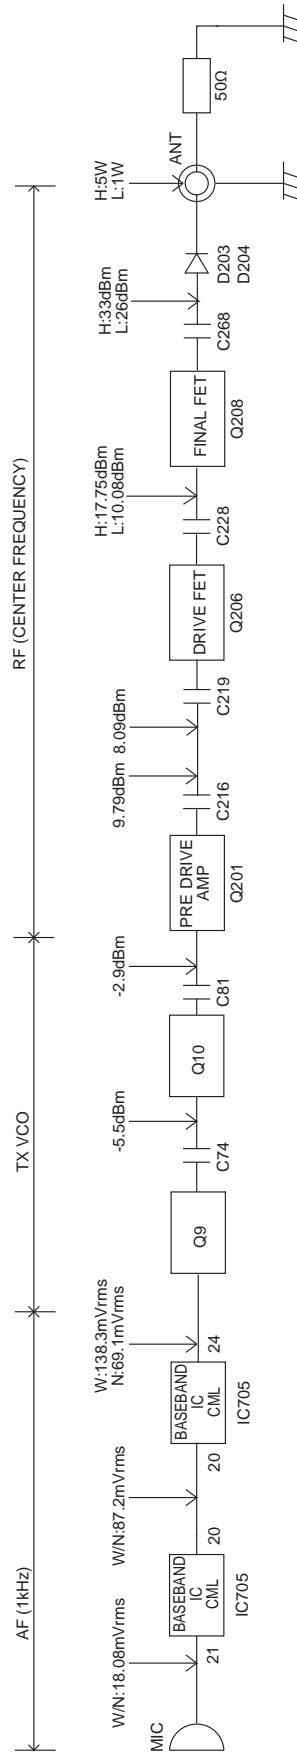 AF (1kHz)
TX VCO
RF (CENTER FREQUENCY)
W/N:18.08mVrms
W/N:87.2mVrms
W:138.3mVrms
N:69.1mVrms
-5.5dBm
-2.9dBm
9.79dBm
8.09dBm
H:17.75dBm
L:10.08dBm
H:33dBm
L:26dBm
H:5W
L:1W
MIC
21
BASEBAND
IC
CML
IC705
20
20
BASEBAND
IC
CML
IC705
24
Q9
C74
Q10
C81
PRE DRIVE
AMP
Q201
C216
C219
DRIVE FET
Q206
C228
FINAL FET
Q208
C268
D203
D204
ANT
50Ω